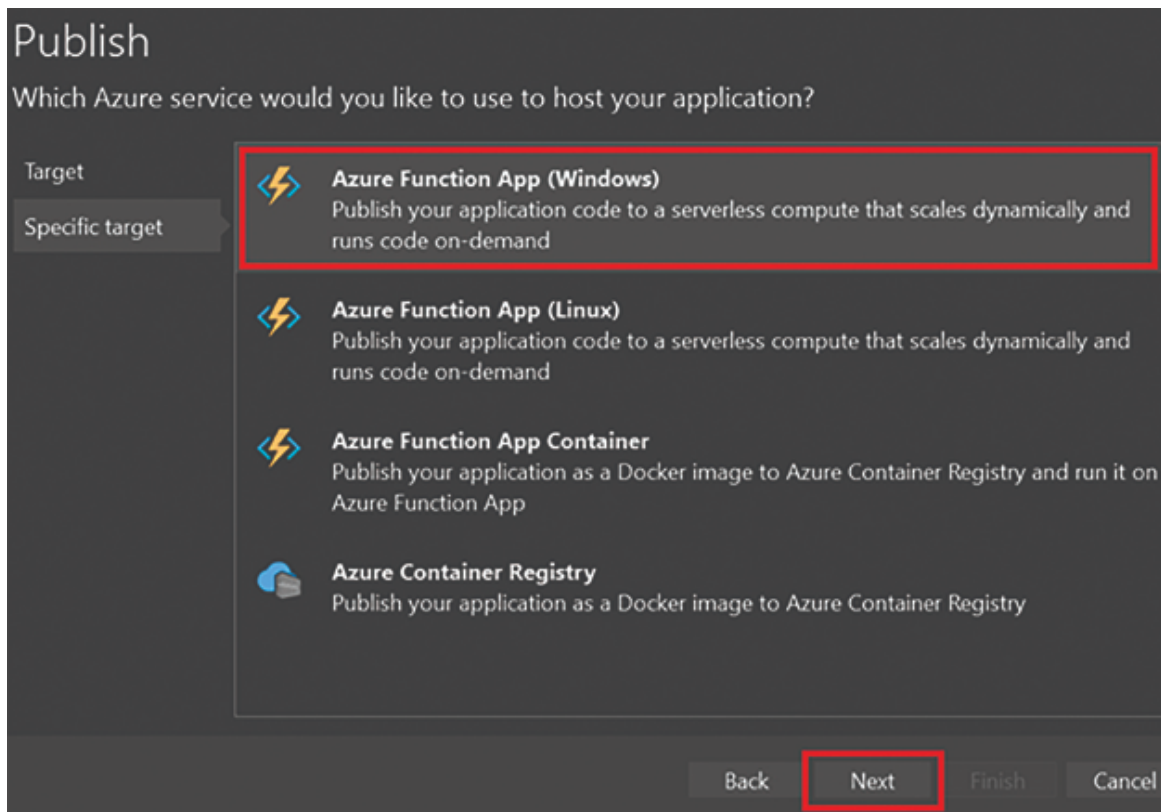 Publish
Which Azure service would you like to use to host your application?
Target
Specific target
Azure Function App (Windows)
Publish your application code to a serverless compute that scales dynamically and
runs code on-demand
Azure Function App (Linux)
Publish your application code to a serverless compute that scales dynamically and
runs code on-demand
Azure Function App Container
Publish your application as a Docker image to Azure Container Registry and run it on
Azure Function App
Azure Container Registry
Publish your application as a Docker image to Azure Container Registry
Back Next Finish Cancel